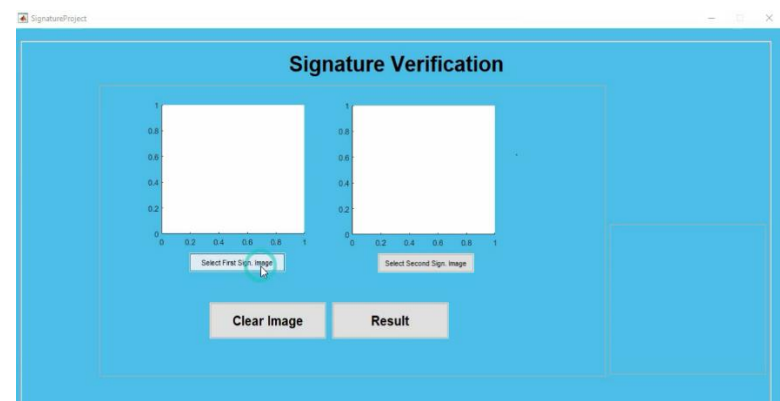 SignatureProject
Signature Verification
1 1
0.8 0.8
0.6 0.6
0.4 0.4
0.2 0.2
0 0
0 0.2 0.4 0.6 0.8 1 0 0.2 0.4 0.6 0.8 1
Select First Sign. Image Select Second Sign. Image
Clear Image Result